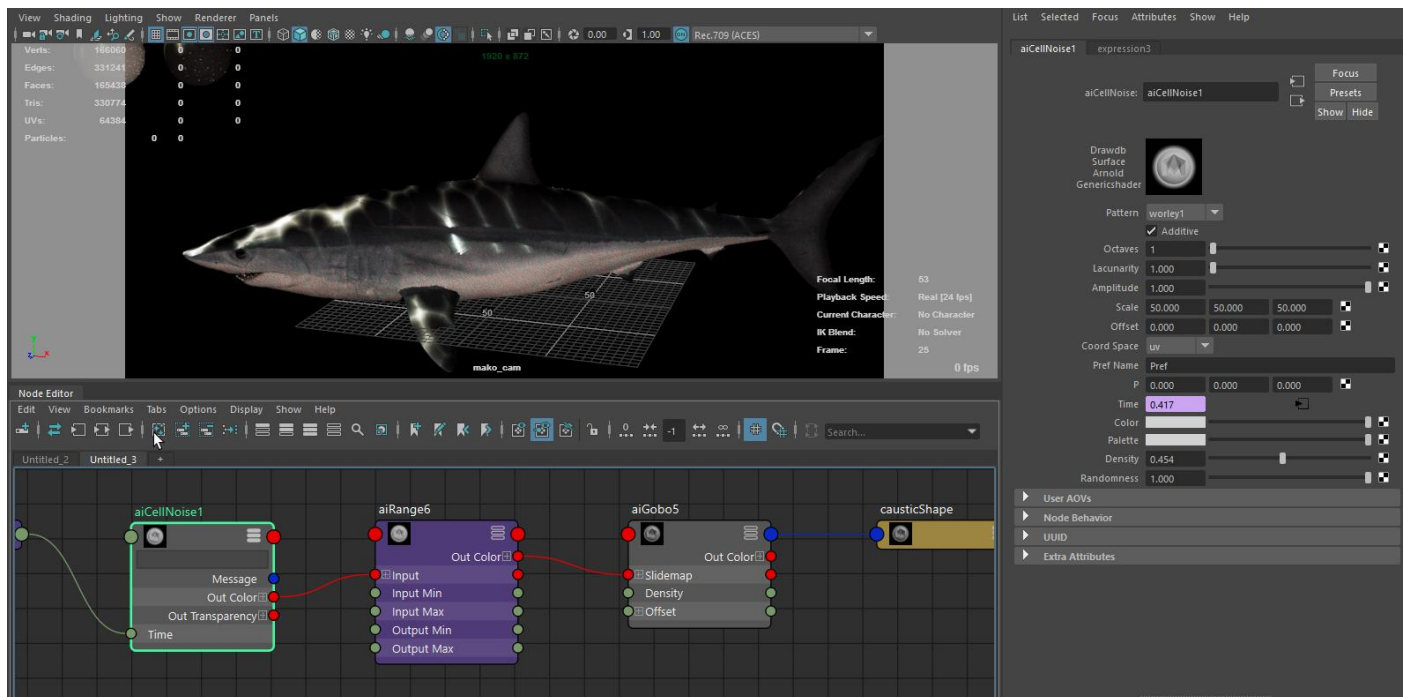 View Shading Lighting Show Renderer Panels
0.00 1.00 Rec.709 (ACES)
1920 x 872
Verts: 166060 0 0
Edges: 331241 0 0
Faces: 165438 0 0
Tris: 330774 0 0
UVs: 64384 0 0
Particles: 0 0
50
50
Focal Length: 53
Playback Speed: Real [24 fps]
Current Character: No Character
IK Blend: No Solver
Frame: 25
mako_cam 0 fps
Node Editor
Edit View Bookmarks Tabs Options Display Show Help
-1 Search...
Untitled_2 Untitled_3 +
aiCellNoise1
Message
Out Color
Out Transparency
Time
aiRange6
Out Color
Input
Input Min
Input Max
Output Min
Output Max
aiGobo5
Out Color
Slidemap
Density
Offset
causticShape
List Selected Focus Attributes Show Help
aiCellNoise1 expression3
aiCellNoise: aiCellNoise1
Focus
Presets
Show Hide
Drawdb
Surface
Arnold
Genericshader
Pattern worley1
Additive
Octaves 1
Lacunarity 1.000
Amplitude 1.000
Scale 50.000 50.000 50.000
Offset 0.000 0.000 0.000
Coord Space uv
Pref Name Pref
P 0.000 0.000 0.000
Time 0.417
Color
Palette
Density 0.454
Randomness 1.000
User AOVs
Node Behavior
UUID
Extra Attributes